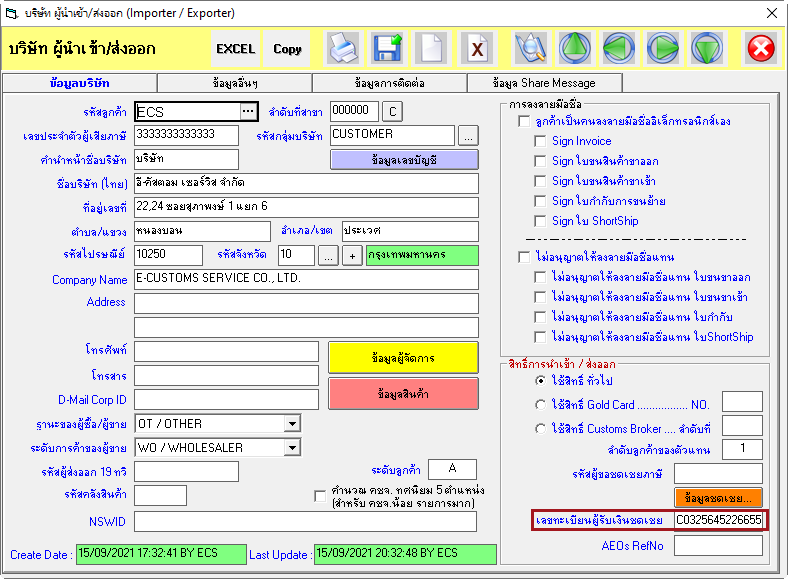 บริษัท ผู้นำเข้า/ส่งออก (Importer / Exporter)
บริษัท ผู้นำเข้า/ส่งออก EXCEL Copy
ข้อมูลบริษัท ข้อมูลอื่นๆ ข้อมูลการติดต่อ ข้อมูล Share Message
รหัสลูกค้า ECS ... ลำดับที่สาขา 000000 C
เลขประจำตัวผู้เสียภาษี 3333333333333 รหัสกลุ่มบริษัท CUSTOMER ...
คำนำหน้าชื่อบริษัท บริษัท ข้อมูลเลขบัญชี
ชื่อบริษัท (ไทย) อี-คัสตอม เซอร์วิส จำกัด
ที่อยู่เลขที่ 22,24 ซอยสุภาพงษ์ 1 แยก 6
ตำบล/แขวง หนองบอน อำเภอ/เขต ประเวศ
รหัสไปรษณีย์ 10250 รหัสจังหวัด 10 ... + กรุงเทพมหานคร
Company Name E-CUSTOMS SERVICE CO., LTD.
Address
โทรศัพท์ ข้อมูลผู้จัดการ
โทรสาร
D-Mail Corp ID ข้อมูลสินค้า
ฐานะของผู้ซื้อ/ผู้ขาย OT / OTHER
ระดับการค้าของผู้ขาย WO / WHOLESALER
รหัสผู้ส่งออก 19 ทวิ ระดับลูกค้า A
รหัสคลังสินค้า คำนวณ คชจ. ทศนิยม 5 ตำแหน่ง
(สำหรับ คชจ.น้อย รายการมาก)
NSWID
Create Date : 15/09/2021 17:32:41 BY ECS Last Update : 15/09/2021 20:32:48 BY ECS
การลงลายมือชื่อ
ลูกค้าเป็นคนลงลายมือชื่ออิเล็กทรอนิกส์เอง
Sign Invoice
Sign ใบขนสินค้าขาออก
Sign ใบขนสินค้าขาเข้า
Sign ใบกำกับการขนย้าย
Sign ใบ ShortShip
ไม่อนุญาตให้ลงลายมือชื่อแทน
ไม่อนุญาตให้ลงลายมือชื่อแทน ใบขนขาออก
ไม่อนุญาตให้ลงลายมือชื่อแทน ใบขนขาเข้า
ไม่อนุญาตให้ลงลายมือชื่อแทน ใบกำกับ
ไม่อนุญาตให้ลงลายมือชื่อแทน ใบShortShip
สิทธิ์การนำเข้า / ส่งออก
ใช้สิทธิ์ ทั่วไป
ใช้สิทธิ์ Gold Card ................ NO.
ใช้สิทธิ์ Customs Broker .... ลำดับที่
ลำดับลูกค้าของตัวแทน 1
รหัสผู้ขอชดเชยภาษี
ข้อมูลชดเชย...
เลขทะเบียนผู้รับเงินชดเชย C0325645226655
AEOs RefNo